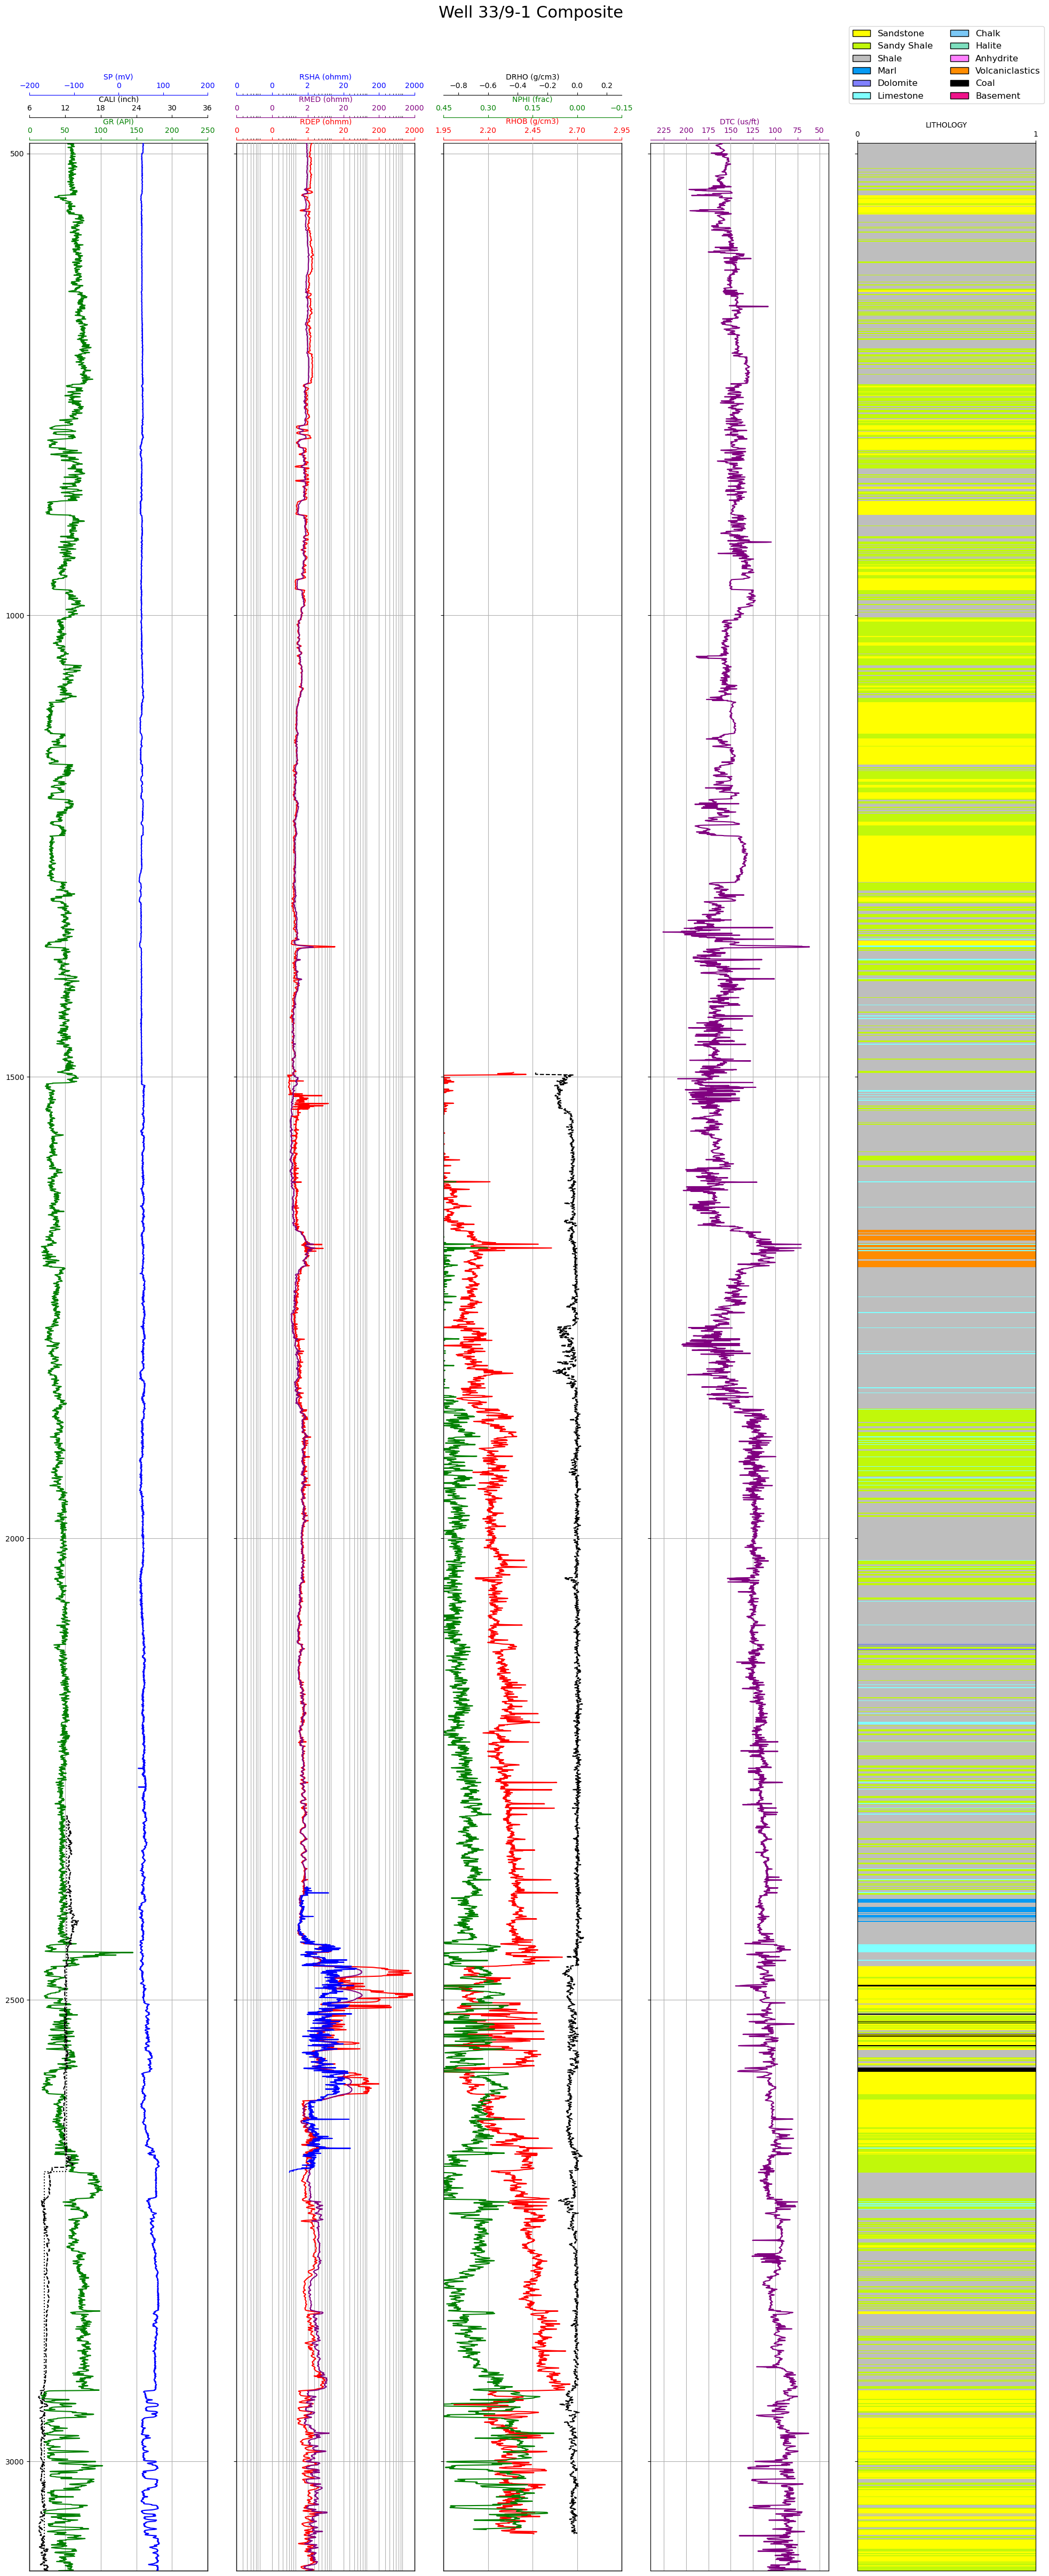 Well 33/9-1 Composite
Sandstone Chalk
Sandy Shale Halite
Shale Anhydrite
Marl Volcaniclastics
Dolomite Coal
Limestone Basement
SP (mV) RSHA (ohmm) DRHO (g/cm3)
−200 −100 0 100 200 0 0 2 20 200 2000 −0.8 −0.6 −0.4 −0.2 0.0 0.2
CALI (inch) RMED (ohmm) NPHI (frac)
6 12 18 24 30 36 0 0 2 20 200 2000 0.45 0.30 0.15 0.00 −0.15
GR (API) RDEP (ohmm) RHOB (g/cm3) DTC (us/ft) LITHOLOGY
0 50 100 150 200 250 0 0 2 20 200 2000 1.95 2.20 2.45 2.70 2.95 225 200 175 150 125 100 75 50 0 1
500
1000
1500
2000
2500
3000